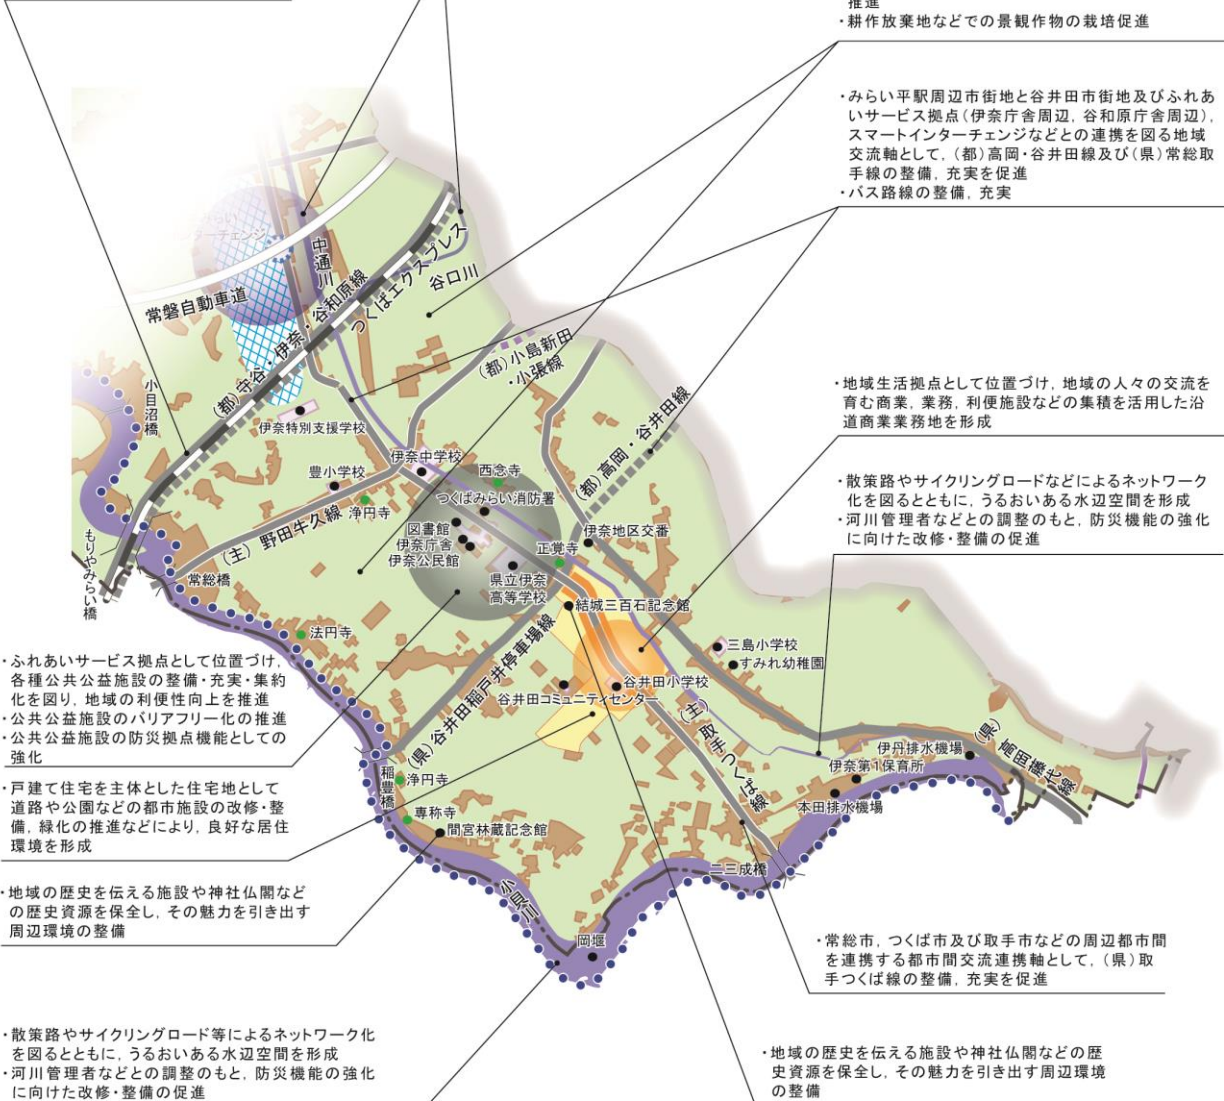 推進
・耕作放棄地などでの景観作物の栽培促進
・みらい平駅周辺市街地と谷井田市街地及びふれあ
いサービス拠点(伊奈庁舎周辺，谷和原庁舎周辺)，
スマートインターチェンジなどとの連携を図る地域
交流軸として，(都)高岡・谷井田線及び(県)常総取
手線の整備，充実を促進
・バス路線の整備，充実
中通川
常磐自動車道
(都)守谷・伊奈・谷和原線
つくばエクスプレス
谷口川
(都)小島新田
・小張線
小目沼橋
伊奈特別支援学校
(都)高岡・谷井田線
・地域生活拠点として位置づけ，地域の人々の交流を
育む商業，業務，利便施設などの集積を活用した沿
道商業業務地を形成
豊小学校
伊奈中学校
西念寺
浄円寺
つくばみらい消防署
(主)野田牛久線
図書館
伊奈庁舎
伊奈公民館
正覚寺
伊奈地区交番
県立伊奈
高等学校
・散策路やサイクリングロードなどによるネットワーク
化を図るとともに，うるおいある水辺空間を形成
・河川管理者などとの調整のもと，防災機能の強化
に向けた改修・整備の促進
もりやみらい橋
常総橋
結城三百石記念館
法円寺
三島小学校
すみれ幼稚園
谷井田小学校
谷井田コミュニティセンター
(県)谷井田稲戸井停車場線
(主)取手つくば線
・ふれあいサービス拠点として位置づけ，
各種公共公益施設の整備・充実・集約
化を図り，地域の利便性向上を推進
・公共公益施設のバリアフリー化の推進
・公共公益施設の防災拠点機能としての
強化
伊丹排水機場
(県)高岡藤代線
伊奈第1保育所
本田排水機場
稲豊橋
浄円寺
専称寺
間宮林蔵記念館
・戸建て住宅を主体とした住宅地として
道路や公園などの都市施設の改修・整
備，緑化の推進などにより，良好な居住
環境を形成
二三成橋
小貝川
岡堰
・地域の歴史を伝える施設や神社仏閣など
の歴史資源を保全し，その魅力を引き出す
周辺環境の整備
・常総市，つくば市及び取手市などの周辺都市間
を連携する都市間交流連携軸として，(県)取
手つくば線の整備，充実を促進
・散策路やサイクリングロード等によるネットワーク化
を図るとともに，うるおいある水辺空間を形成
・河川管理者などとの調整のもと，防災機能の強化
に向けた改修・整備の促進
・地域の歴史を伝える施設や神社仏閣などの歴
史資源を保全し，その魅力を引き出す周辺環境
の整備